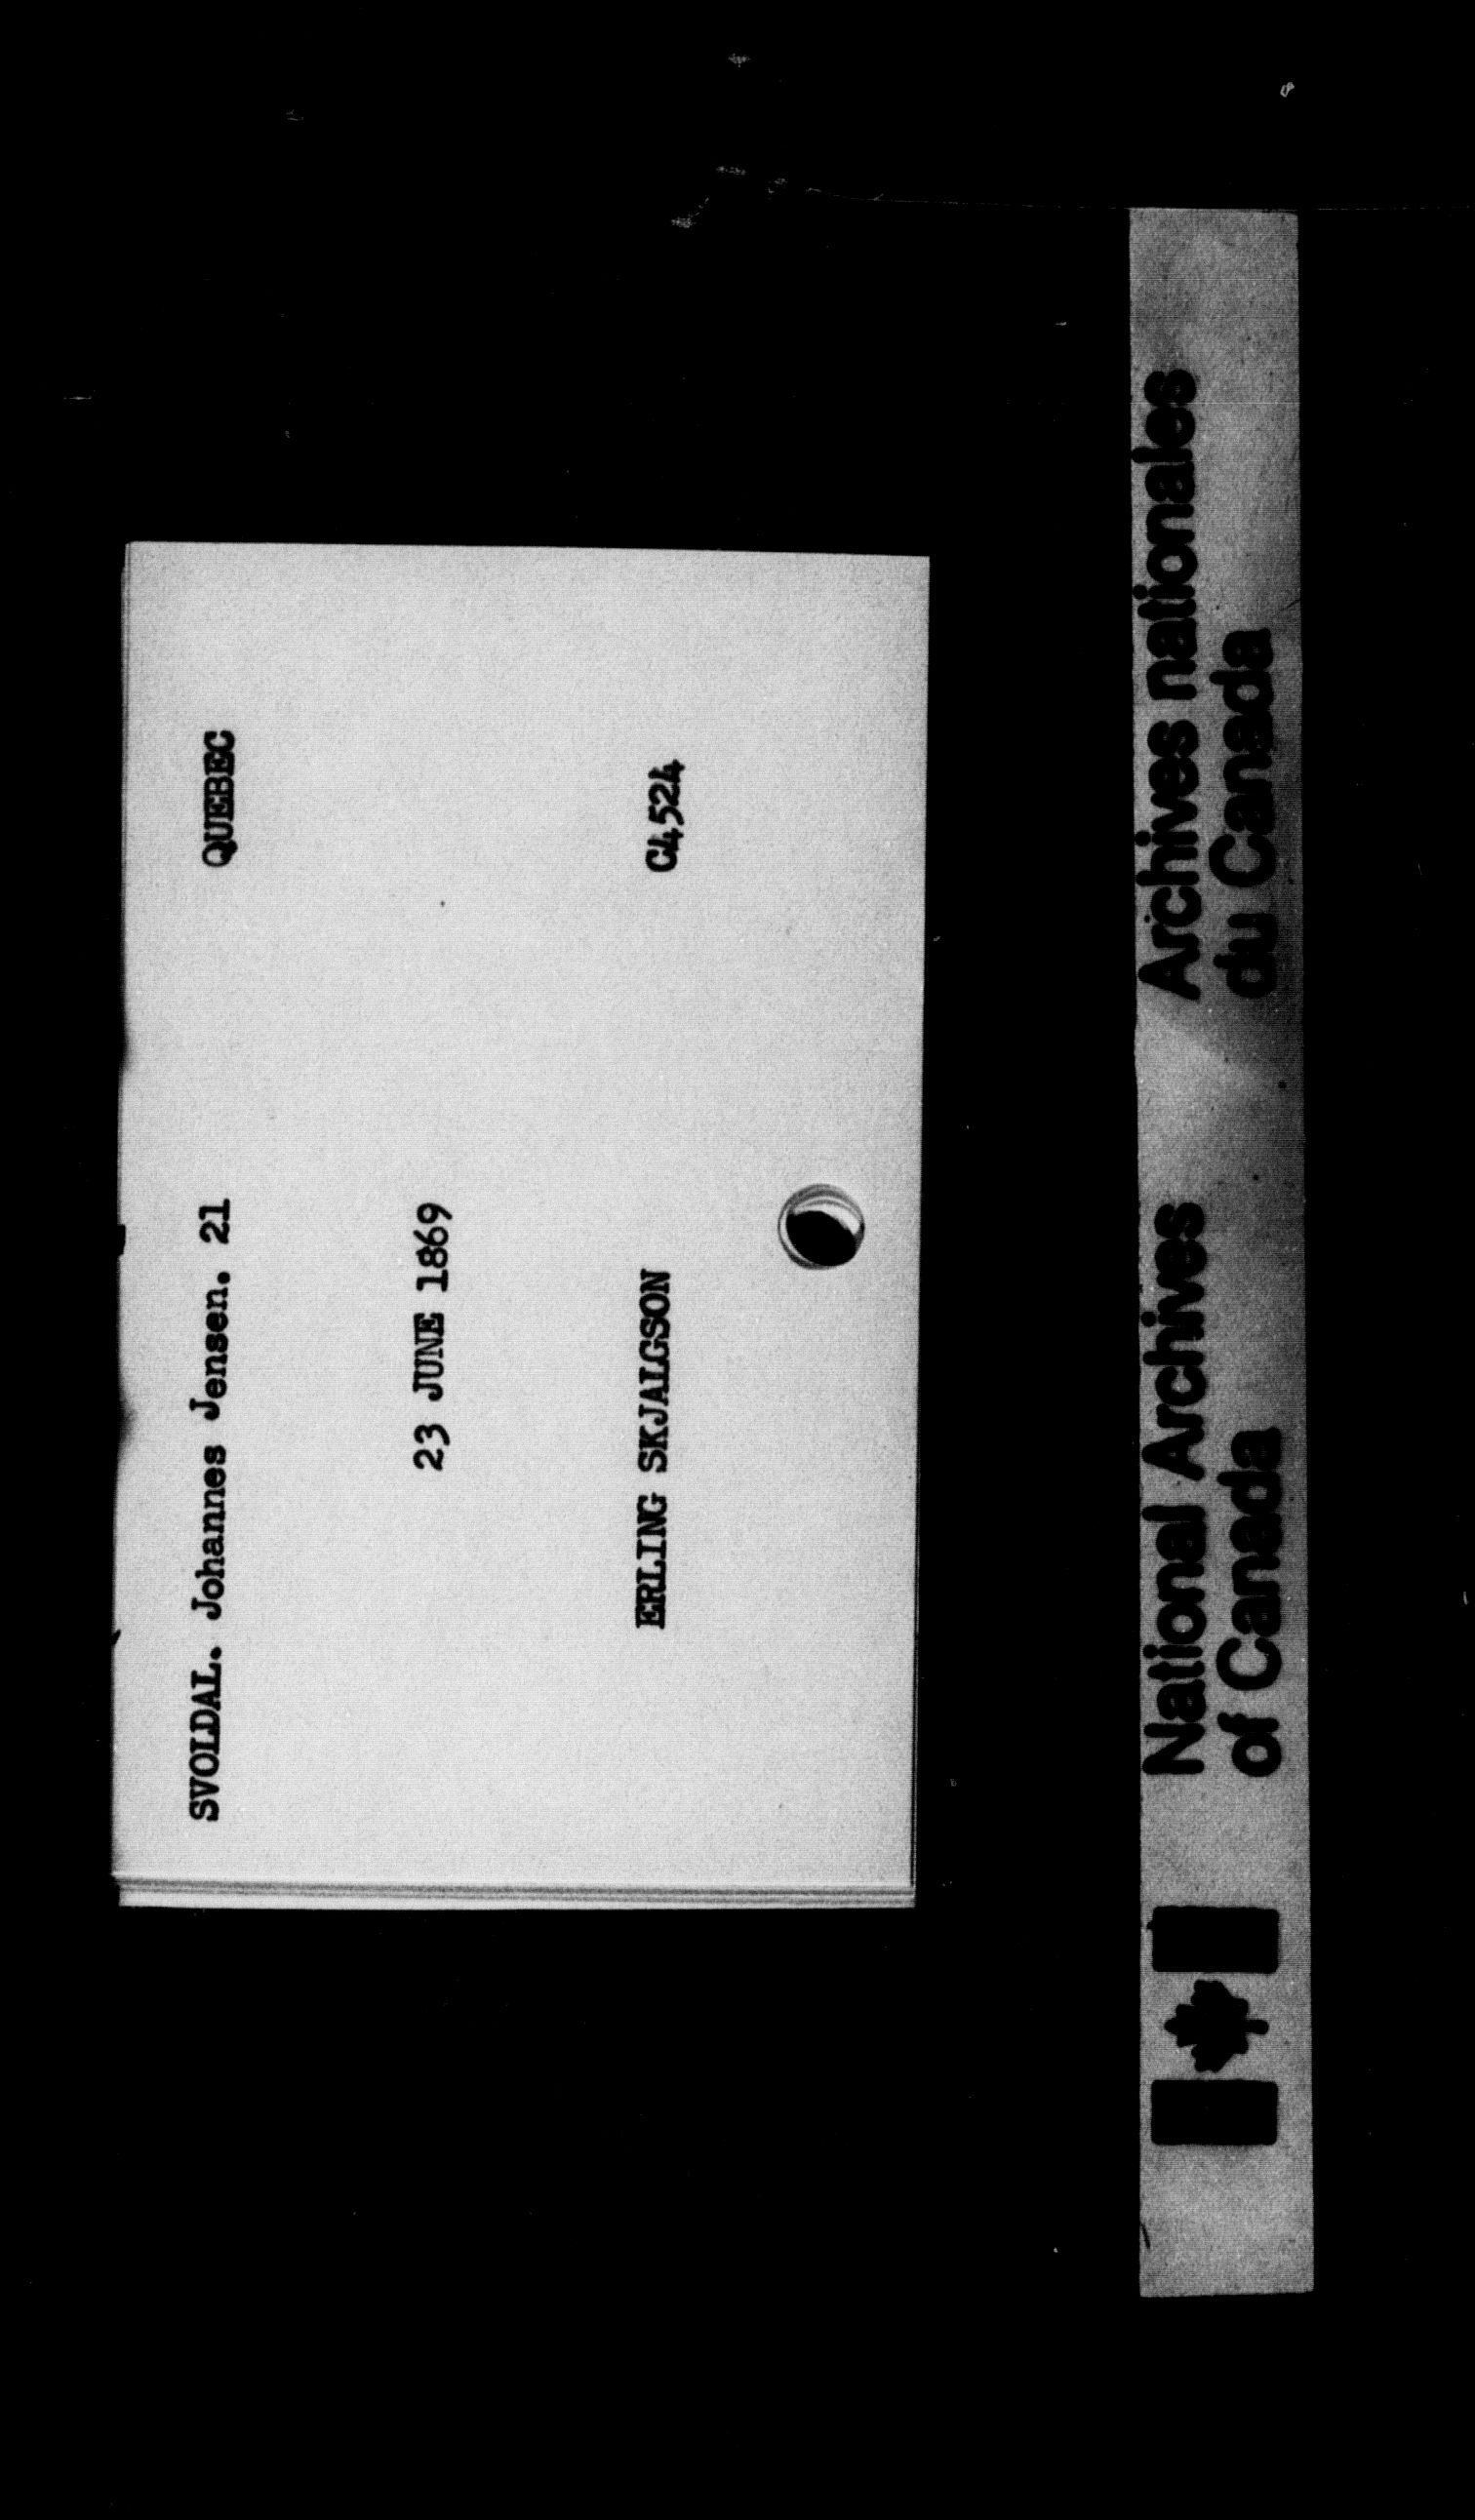 SVOLDAL. Johannes Jensen. 21 QUEBEC
23 JUNE 1869
ERLING SKJALGSON C4524
National Archives Archives nationales
of Canada du Canada